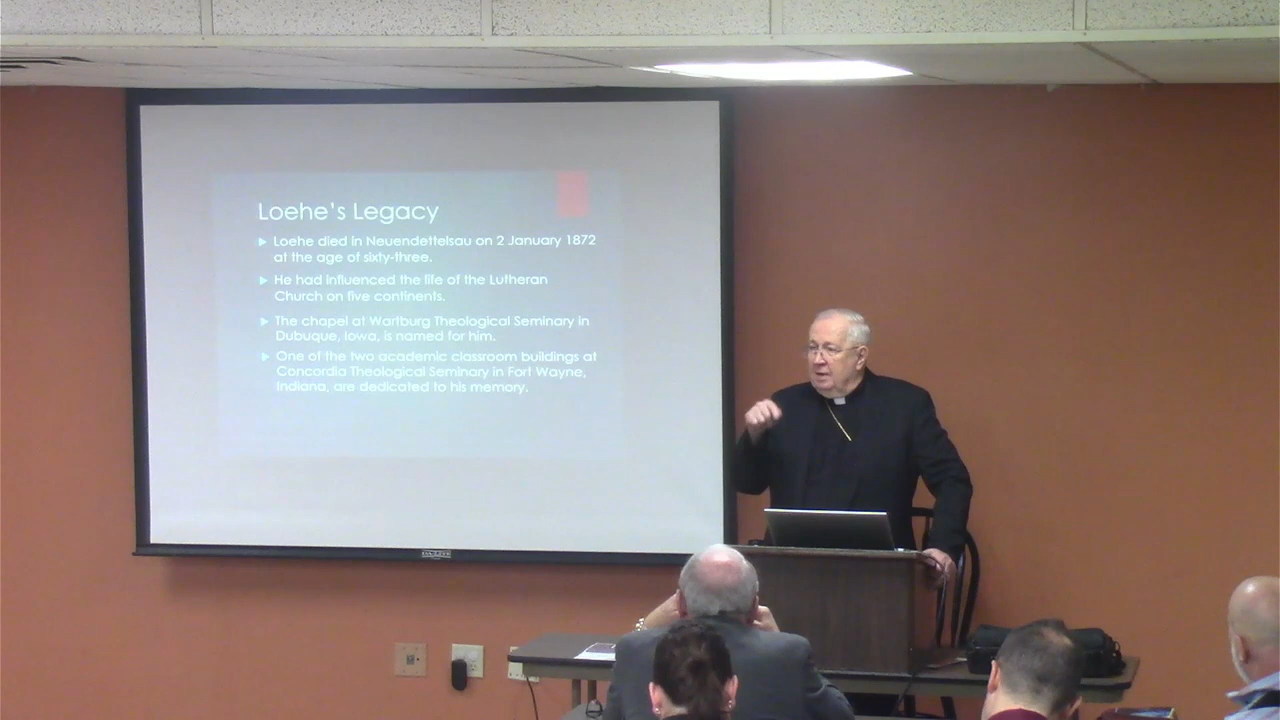 Loehe's Legacy
Loehe died in Neuendettelsau on 2 January 1872
at the age of sixty-three.
He had influenced the life of the Lutheran
Church on five continents.
The chapel at Wartburg Theological Seminary in
Dubuque, Iowa, is named for him.
One of the two academic classroom buildings at
Concordia Theological Seminary in Fort Wayne,
Indiana, are dedicated to his memory.
DA-LITE